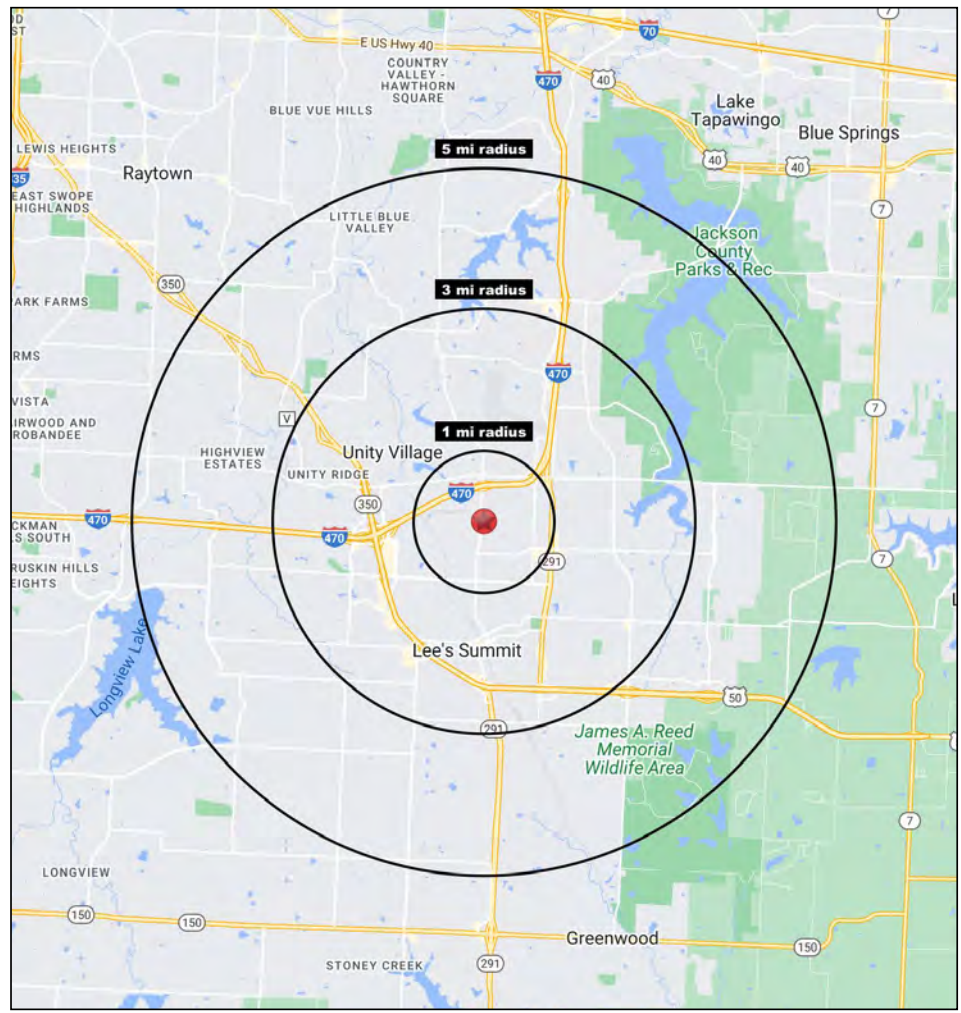 70
7
E US Hwy 40
COUNTRY
VALLEY -
HAWTHORN
SQUARE
470
40
BLUE VUE HILLS
Lake
Tapawingo
Blue Springs
LEWIS HEIGHTS
5 mi radius
40
40
35
Raytown
EAST SWOPE
HIGHLANDS
7
LITTLE BLUE
VALLEY
Jackson
County
Parks & Rec
350
3 mi radius
ARK FARMS
RMS
470
VISTA
7
IRWOOD AND
ROBANDEE
V
1 mi radius
HIGHVIEW
ESTATES
Unity Village
UNITY RIDGE
470
350
470
CKMAN
LS SOUTH
470
291
7
RUSKIN HILLS
EIGHTS
Longview Lake
Lee's Summit
50
291
James A. Reed
Memorial
Wildlife Area
7
LONGVIEW
150
150
Greenwood
150
STONEY CREEK
291